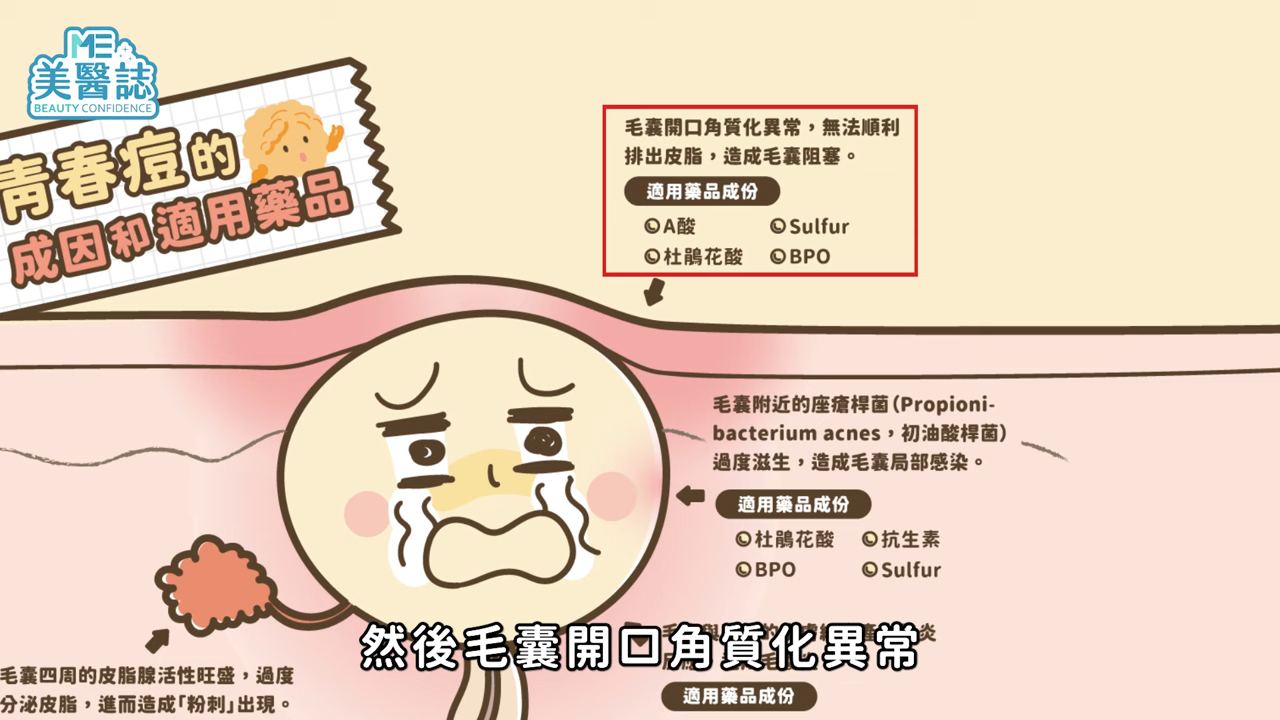 ME
美醫誌
BEAUTY CONFIDENCE
青春痘的
成因和適用藥品
毛囊開口角質化異常，無法順利
排出皮脂，造成毛囊阻塞。
適用藥品成份
A酸
Sulfur
杜鵑花酸
BPO
毛囊附近的座瘡桿菌（Propioni-
bacterium acnes，初油酸桿菌）
過度滋生，造成毛囊局部感染。
適用藥品成份
杜鵑花酸
抗生素
BPO
Sulfur
毛囊四周的皮脂腺活性旺盛，過度
分泌皮脂，進而造成「粉刺」出現。
適用藥品成份
然後毛囊開口角質化異常